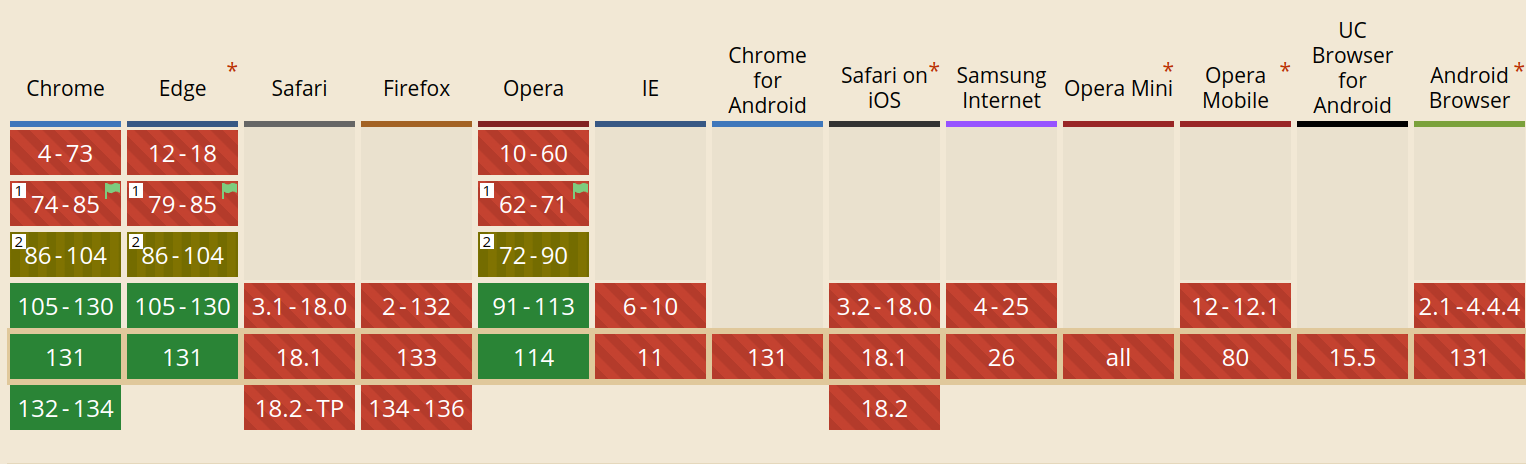 Chrome
Edge *
Safari
Firefox
Opera
IE
Chrome
for
Android
Safari on *
iOS
Samsung
Internet
Opera Mini *
Opera *
Mobile
UC
Browser
for
Android
Android *
Browser
4-73 12-18 10-60
1 74-85 1 79-85 1 62-71
2 86-104 2 86-104 2 72-90
105-130 105-130 3.1-18.0 2-132 91-113 6-10 3.2-18.0 4-25 12-12.1 2.1-4.4.4
131 131 18.1 133 114 11 131 18.1 26 all 80 15.5 131
132-134 18.2-TP 134-136 18.2